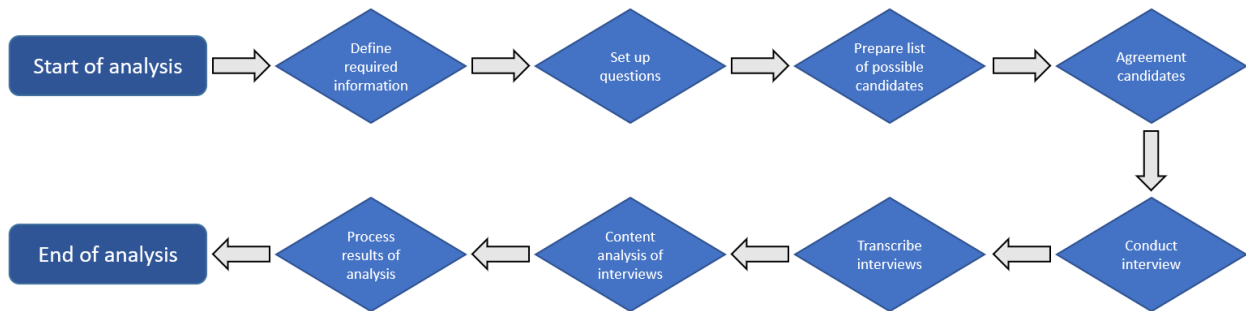 Start of analysis
Define
required
information
Set up
questions
Prepare list
of possible
candidates
Agreement
candidates
Conduct
interview
Transcribe
interviews
Content
analysis of
interviews
Process
results of
analysis
End of analysis